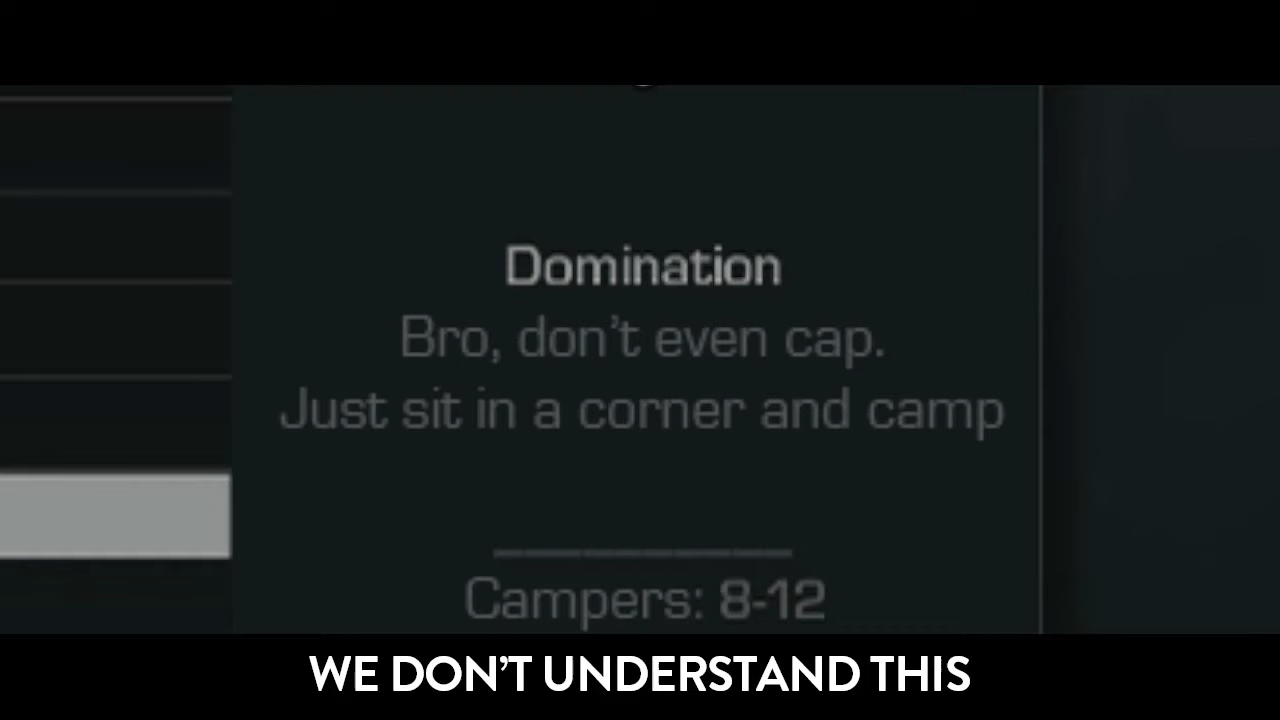 Domination
Bro, don't even cap.
Just sit in a corner and camp
Campers: 8-12
WE DON'T UNDERSTAND THIS